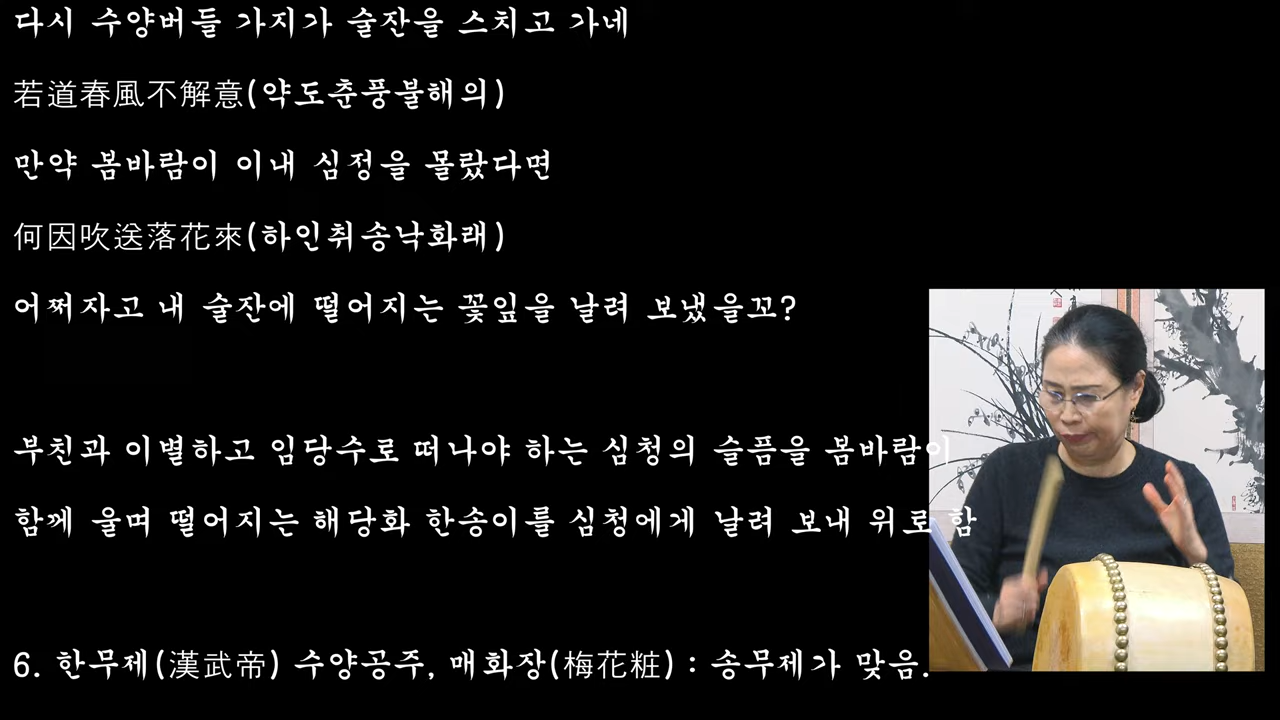 다시 수양버들 가지가 술잔을 스치고 가네
若道春風不解意(약도춘풍불해의)
만약 봄바람이 이내 심정을 몰랐다면
何因吹送落花來(하인취송낙화래)
어쩌자고 내 술잔에 떨어지는 꽃잎을 날려 보냈을꼬?
부친과 이별하고 임당수로 떠나야 하는 심청의 슬픔을 봄바람이
함께 울며 떨어지는 해당화 한송이를 심청에게 날려 보내 위로 함
6. 한무제(漢武帝) 수양공주, 매화장(梅花粧) : 송무제가 맞음.